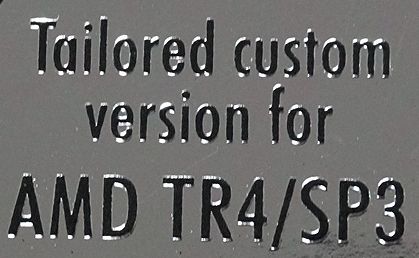 Tailored custom
version for
AMD TR4/SP3